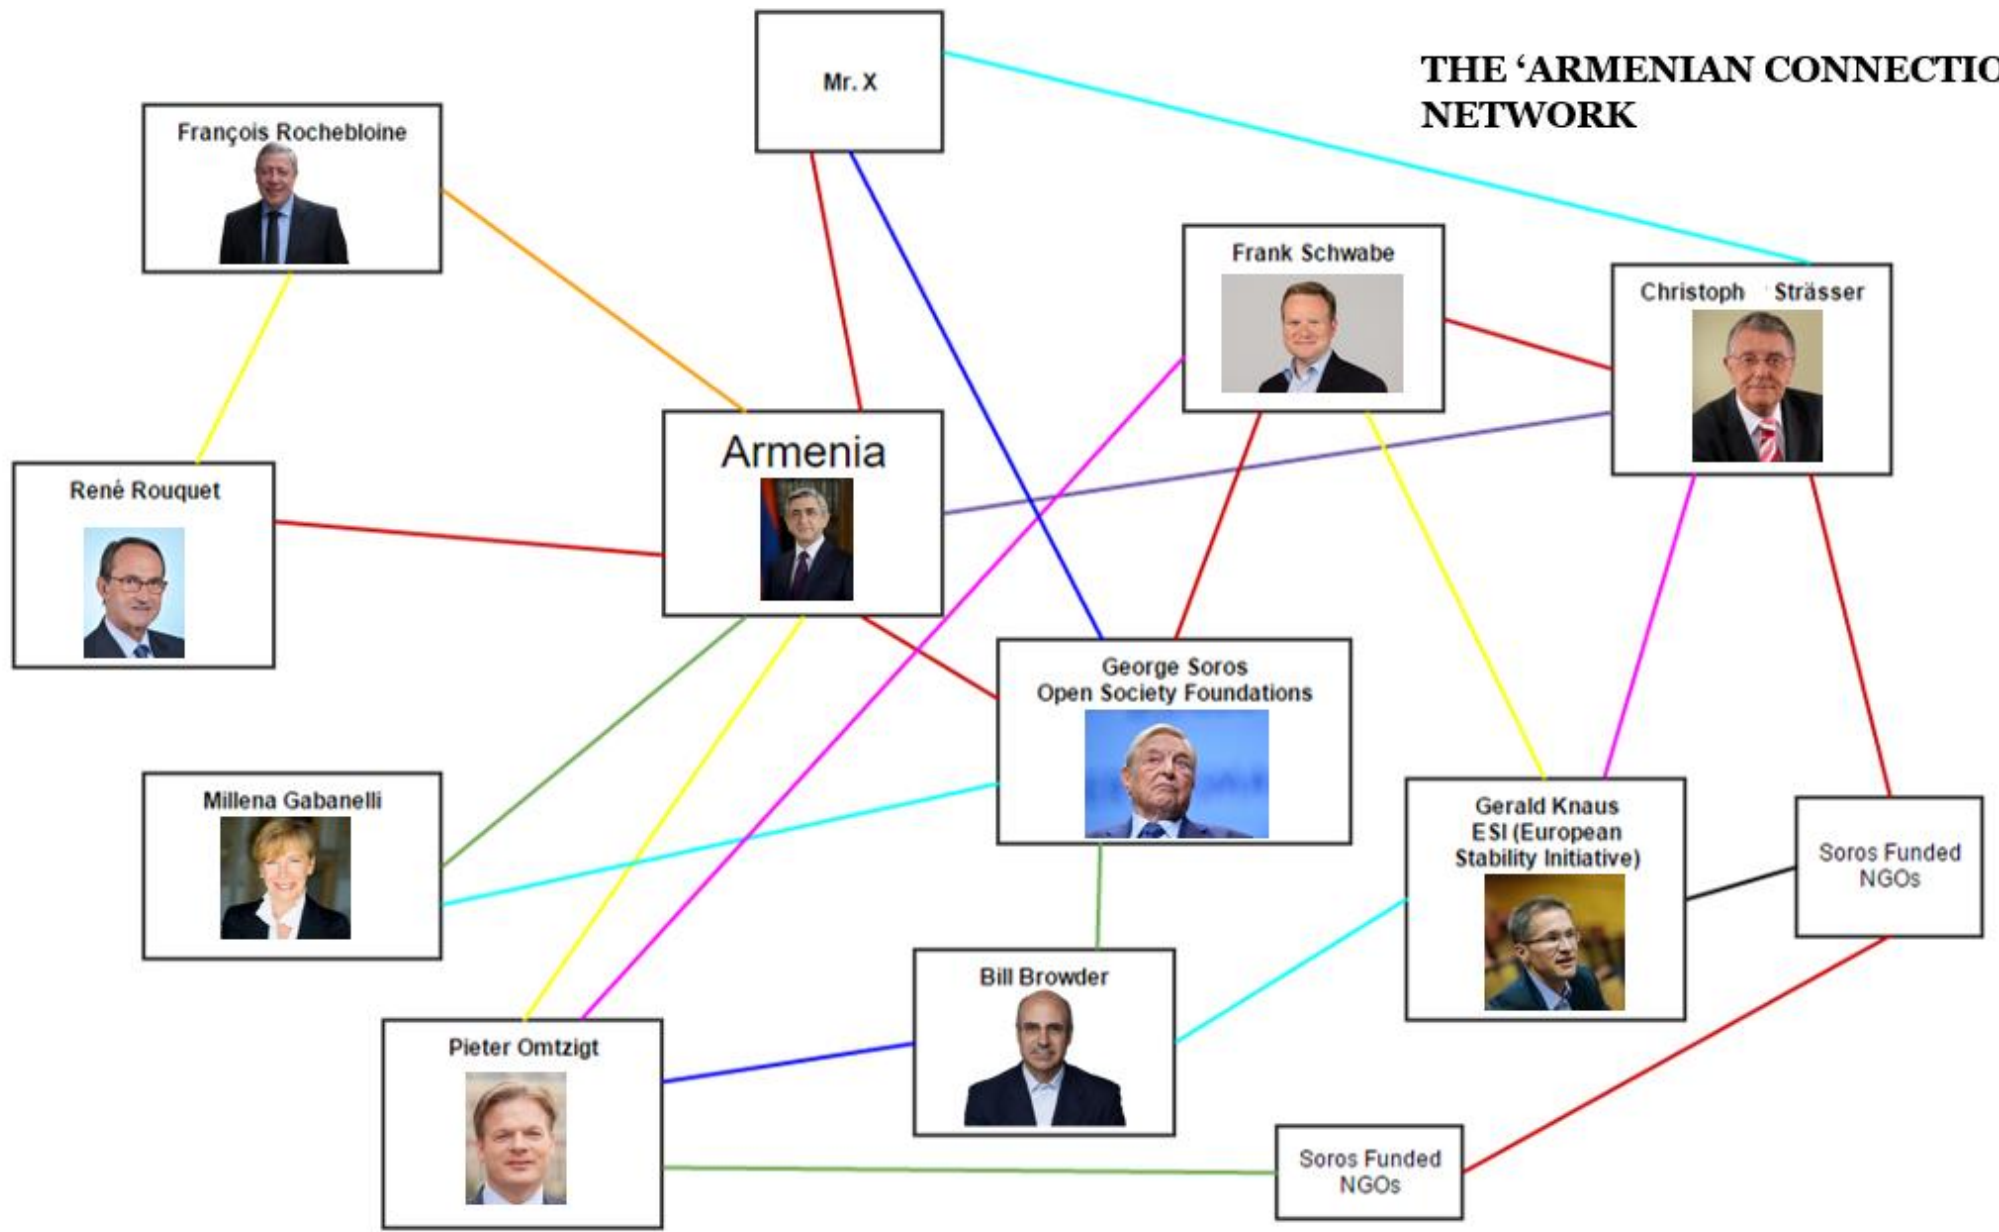 Mr. X
THE ‘ARMENIAN CONNECTIO
NETWORK
François Rochebloine
Frank Schwabe
Christoph Strässer
Armenia
René Rouquet
George Soros
Open Society Foundations
Millena Gabanelli
Gerald Knaus
ESI (European
Stability Initiative)
Soros Funded
NGOs
Bill Browder
Pieter Omtzigt
Soros Funded
NGOs